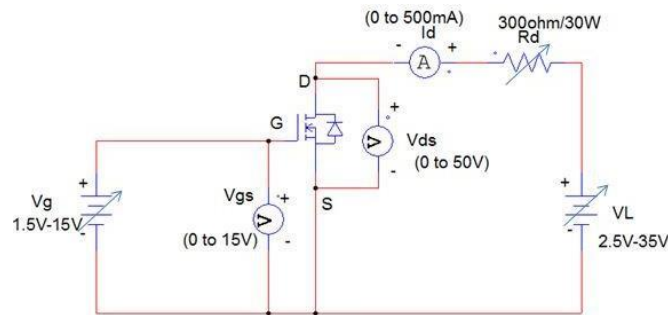 (0 to 500mA)
Id
300ohm/30W
Rd
- +
A
D
G
+
V
-
Vds
(0 to 50V)
S
+
Vg
1.5V-15V
-
Vgs
+
V
-
(0 to 15V)
+
VL
-
2.5V-35V